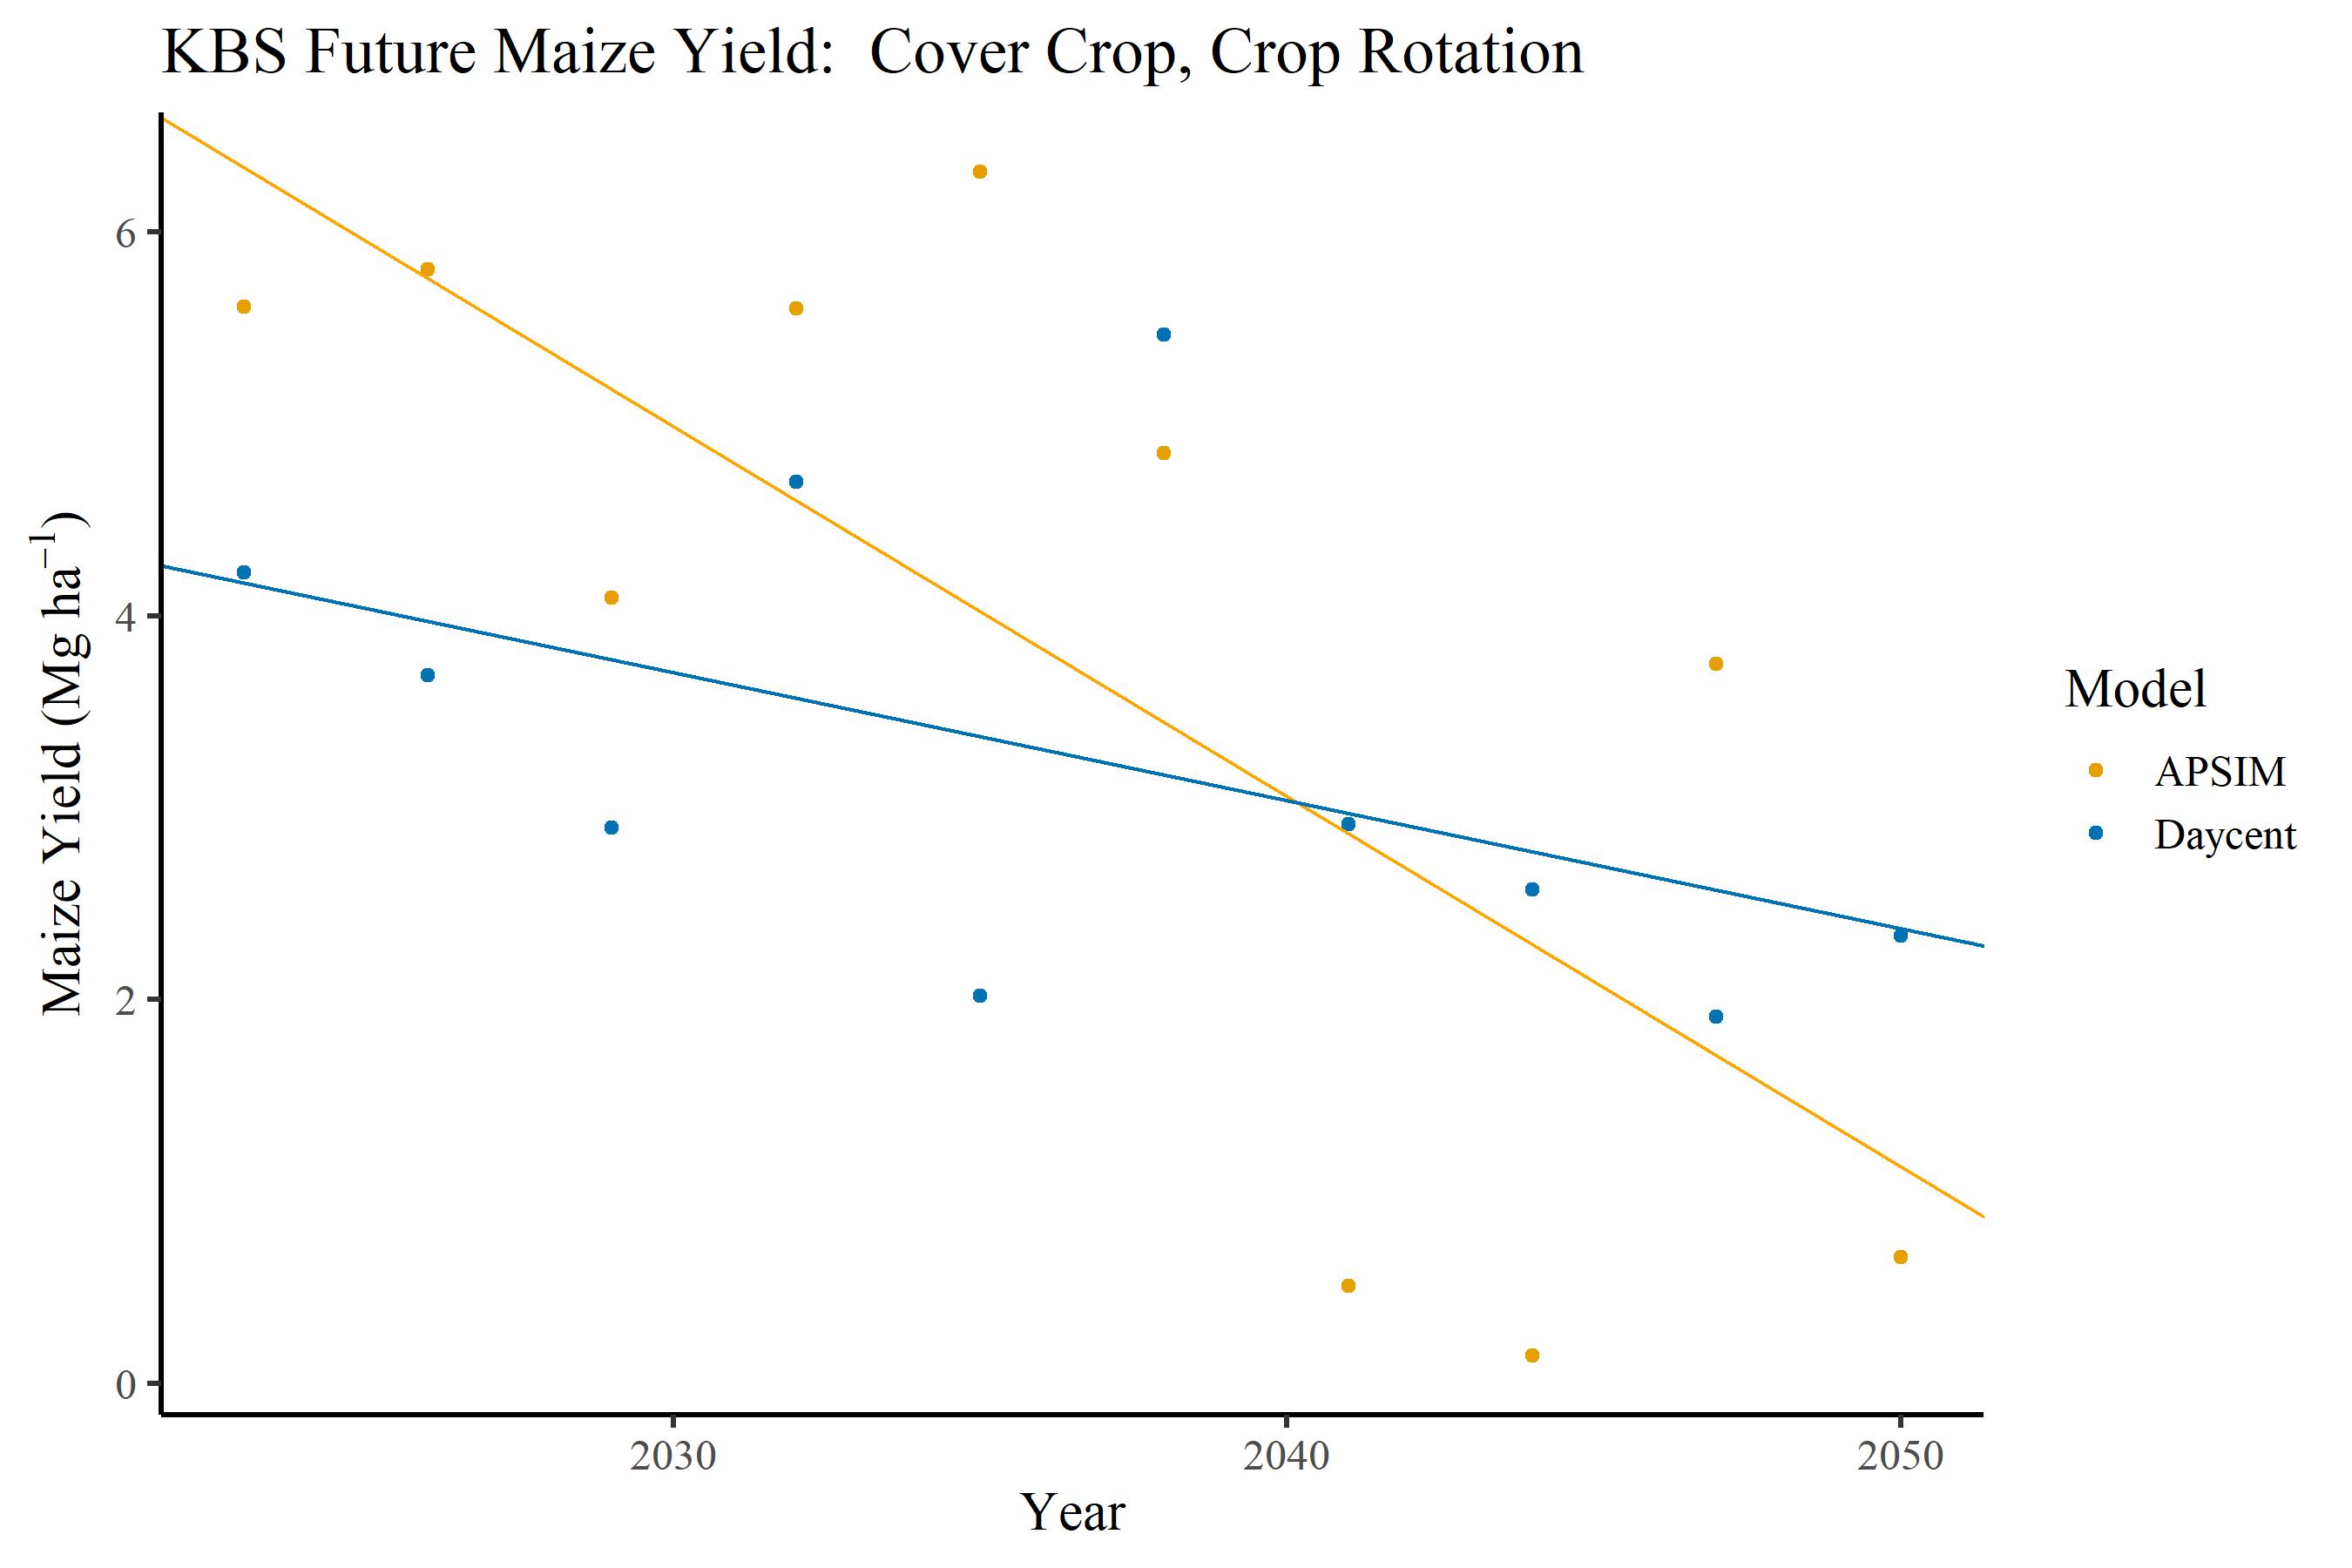 KBS Future Maize Yield:  Cover Crop, Crop Rotation
Maize Yield (Mg ha⁻¹)
6
4
2
0
2030
2040
2050
Year
Model
APSIM
Daycent